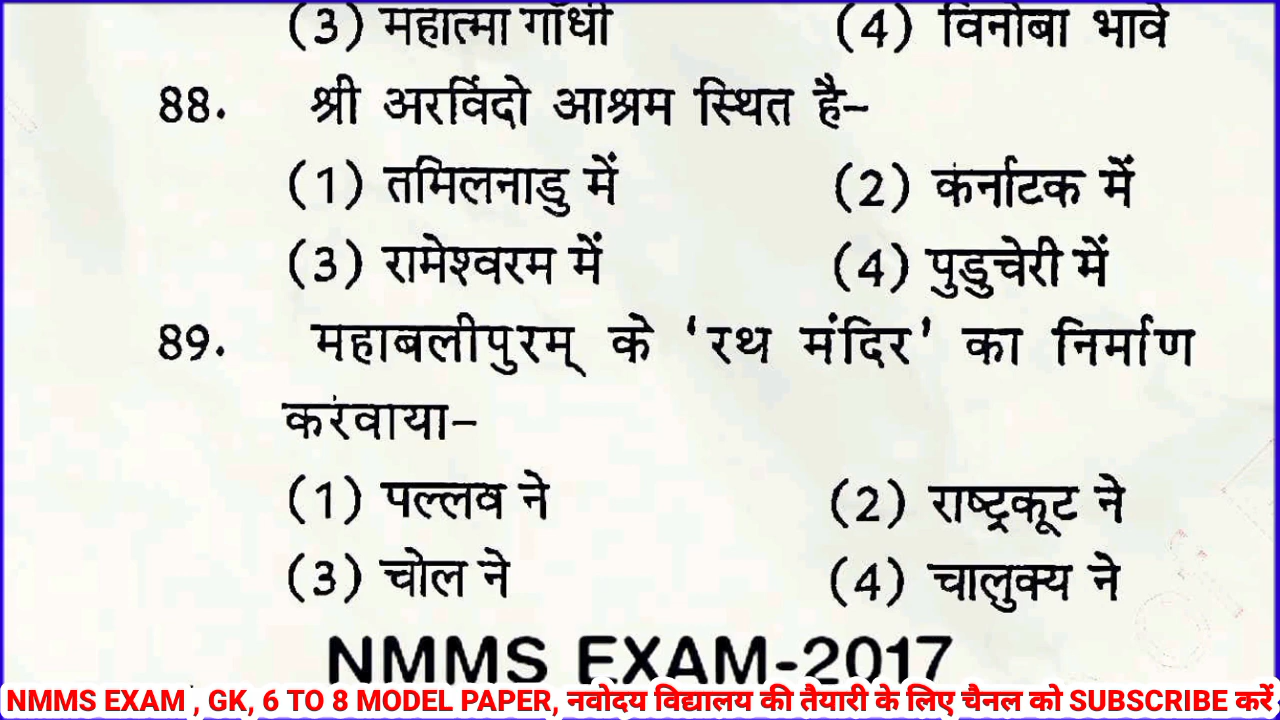 (3) महात्मा गाँधी (4) विनोबा भावे
88. श्री अरविंदो आश्रम स्थित है–
(1) तमिलनाडु में (2) कर्नाटक में
(3) रामेश्वरम में (4) पुडुचेरी में
89. महाबलीपुरम् के ‘रथ मंदिर’ का निर्माण
करवाया–
(1) पल्लव ने (2) राष्ट्रकूट ने
(3) चोल ने (4) चालुक्य ने
NMMS EXAM-2017
NMMS EXAM , GK, 6 TO 8 MODEL PAPER, नवोदय विद्यालय की तैयारी के लिए चैनल को SUBSCRIBE करें